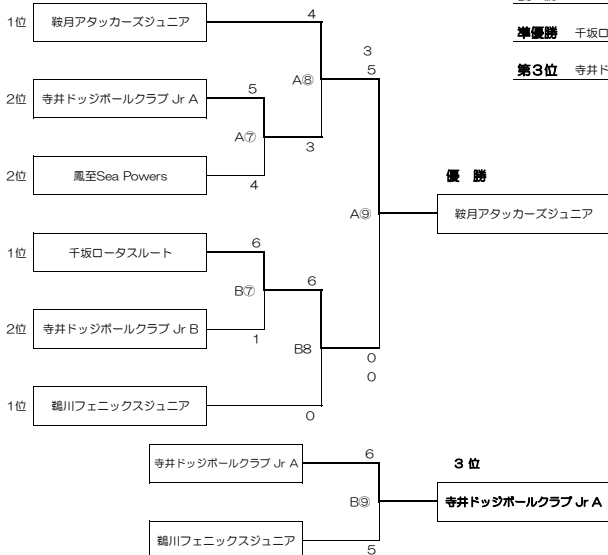 4
1位 鞍月アタッカーズジュニア
準優勝 千坂ロ
3
A⑧ 5
第3位 寺井ド
2位 寺井ドッジボールクラブ Jr A 5
A⑦
3
2位 鳳至Sea Powers 4
優 勝
A⑨ 鞍月アタッカーズジュニア
1位 千坂ロータスルート 6
B⑦ 6
2位 寺井ドッジボールクラブ Jr B 1
B8
0
0
1位 鵜川フェニックスジュニア
0
寺井ドッジボールクラブ Jr A 6 3 位
B⑨ 寺井ドッジボールクラブ Jr A
鵜川フェニックスジュニア 5